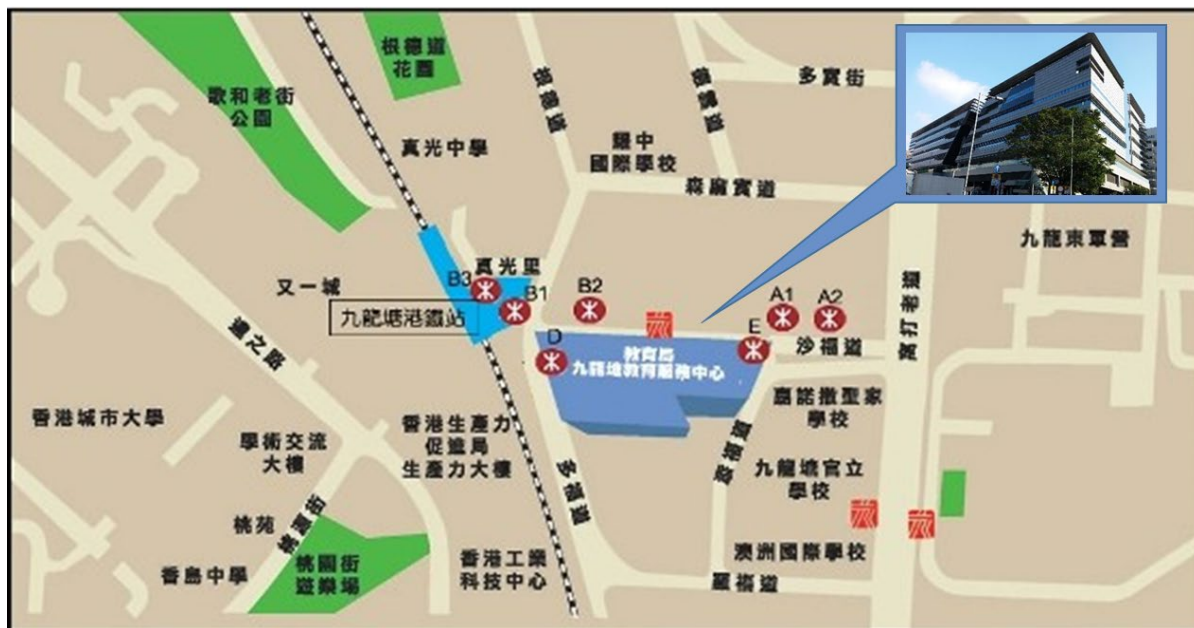 根德道
花園
多實街
歌和老街
公園
根德道
真光中學
耀中
國際學校
森麻實道
九龍東軍營
真光里
又一城
B3
B1
B2
A1
A2
九龍塘港鐵站
D
E
沙福道
窩打老道
達之路
教育局
九龍塘教育服務中心
嘉諾撒聖家
學校
香港城市大學
學術交流
大樓
香港生產力
促進局
生產力大樓
九龍塘官立
學校
多福道
桃苑
香島中學
桃園街
遊樂場
香港工業
科技中心
澳洲國際學校
羅福道